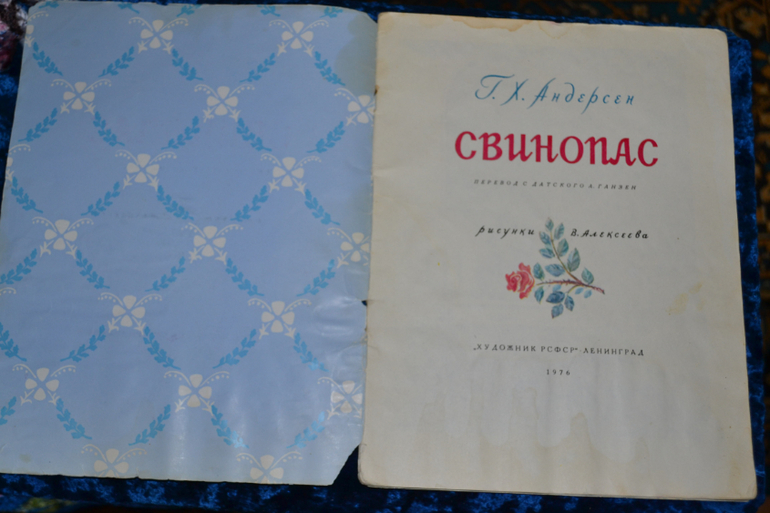 Г. Х. Андерсен
СВИНОПАС
ПЕРЕВОД С ДАТСКОГО А. ГАНЗЕН
рисунки В. Алексеева
„ХУДОЖНИК РСФСР“ · ЛЕНИНГРАД
1976